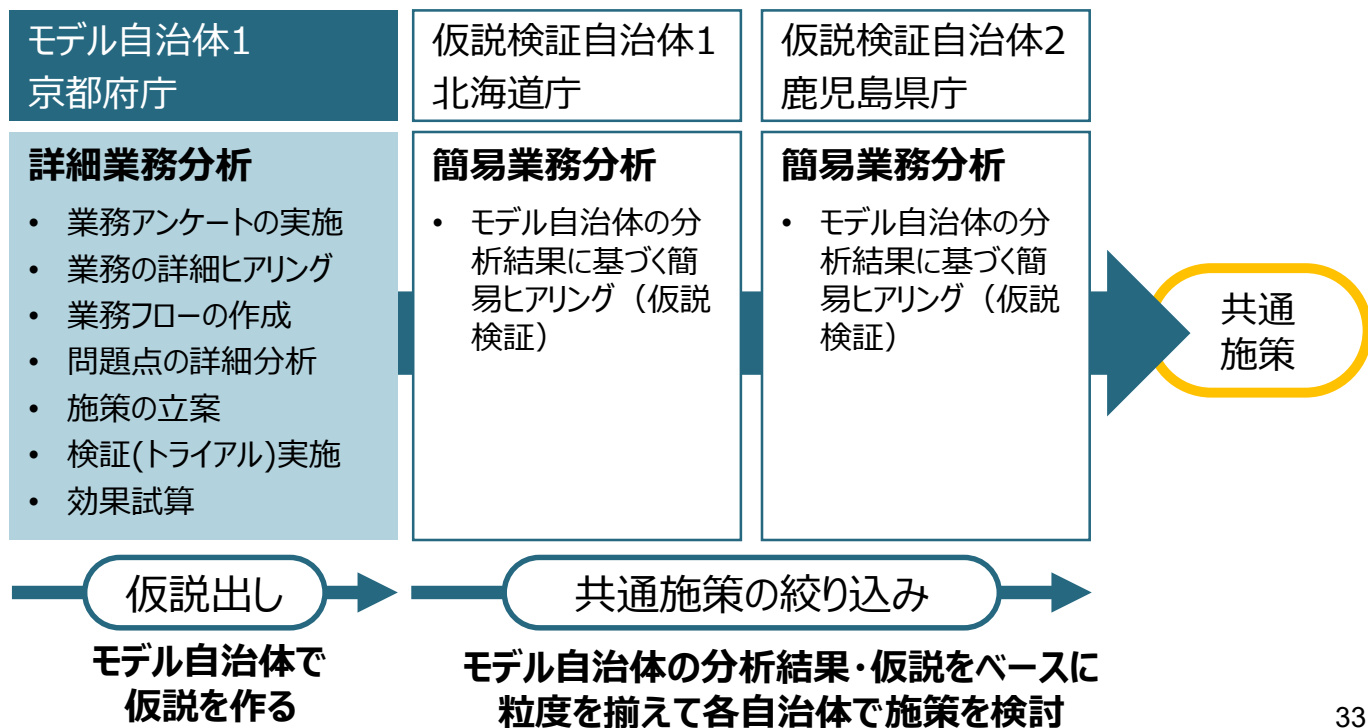 モデル自治体1
京都府庁
詳細業務分析
• 業務アンケートの実施
• 業務の詳細ヒアリング
• 業務フローの作成
• 問題点の詳細分析
• 施策の立案
• 検証(トライアル)実施
• 効果試算
仮説検証自治体1
北海道庁
簡易業務分析
• モデル自治体の分
析結果に基づく簡
易ヒアリング（仮説
検証）
仮説検証自治体2
鹿児島県庁
簡易業務分析
• モデル自治体の分
析結果に基づく簡
易ヒアリング（仮説
検証）
共通
施策
仮説出し
モデル自治体で
仮説を作る
共通施策の絞り込み
モデル自治体の分析結果・仮説をベースに
粒度を揃えて各自治体で施策を検討
33